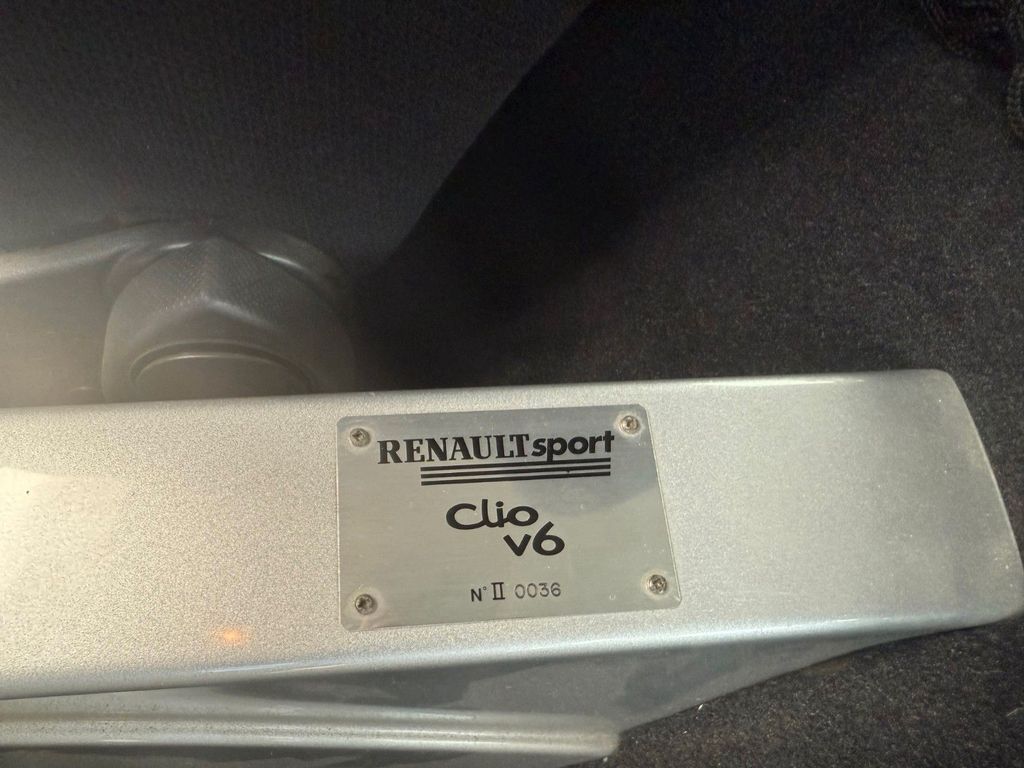 RENAULTsport
Clio
v6
N° II 0036